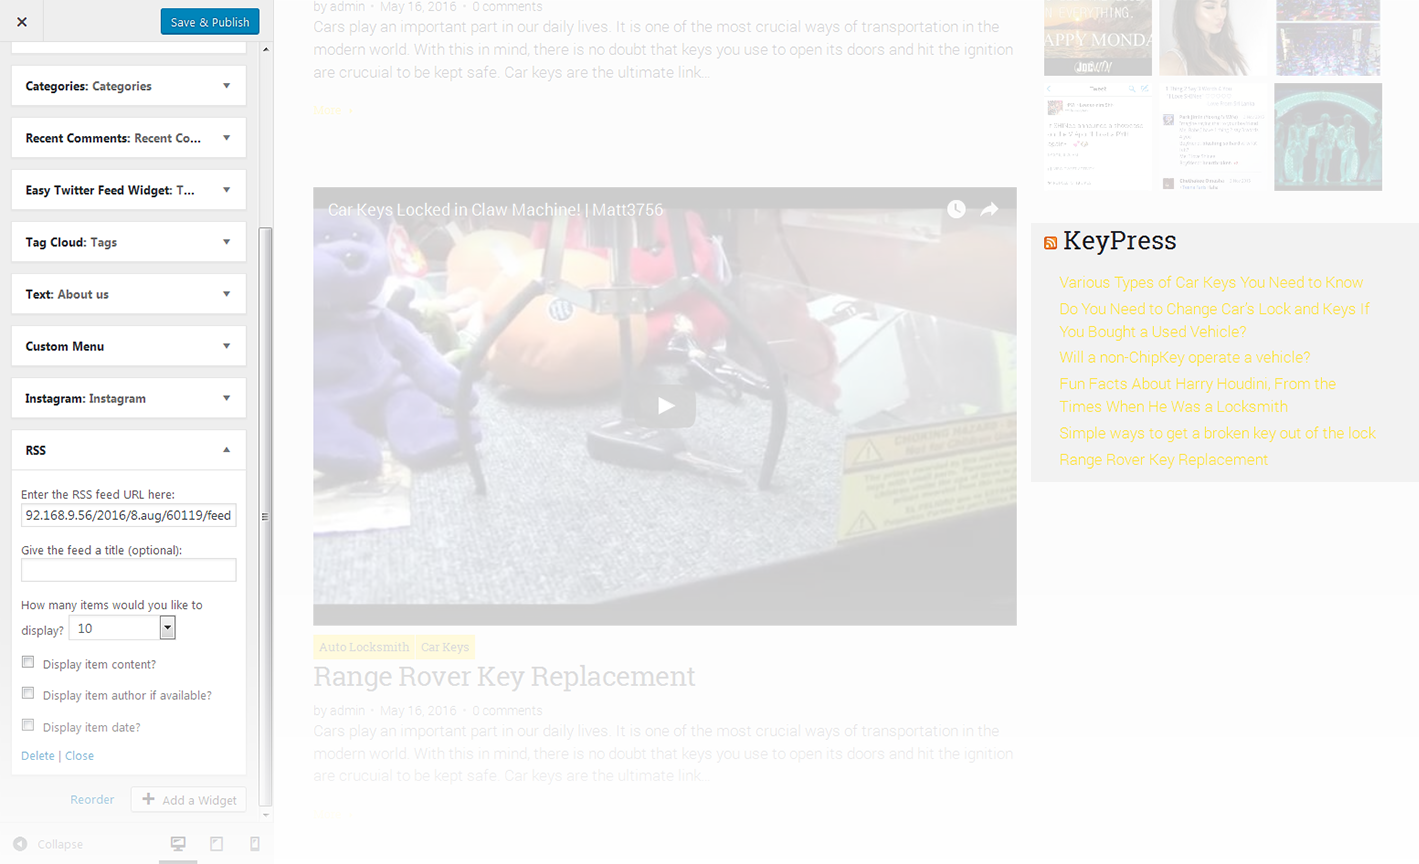 Save & Publish
Categories: Categories
Recent Comments: Recent Co...
Easy Twitter Feed Widget: T...
Tag Cloud: Tags
Text: About us
Custom Menu
Instagram: Instagram
RSS
Enter the RSS feed URL here:
92.168.9.56/2016/8.aug/60119/feed
Give the feed a title (optional):
How many items would you like to
display? 10
Display item content?
Display item author if available?
Display item date?
Delete | Close
Reorder
Add a Widget
Collapse
by admin • May 16, 2016 • 0 comments
Cars play an important part in our daily lives. It is one of the most crucial ways of transportation in the
modern world. With this in mind, there is no doubt that keys you use to open its doors and hit the ignition
are crucuial to be kept safe. Car keys are the ultimate link...
More
Car Keys Locked in Claw Machine! | Matt3756
Auto Locksmith
Car Keys
Range Rover Key Replacement
by admin • May 16, 2016 • 0 comments
Cars play an important part in our daily lives. It is one of the most crucial ways of transportation in the
modern world. With this in mind, there is no doubt that keys you use to open its doors and hit the ignition
are crucuial to be kept safe. Car keys are the ultimate link...
EVERYTHING.
Tweet
KeyPress
Various Types of Car Keys You Need to Know
Do You Need to Change Car's Lock and Keys If
You Bought a Used Vehicle?
Will a non-ChipKey operate a vehicle?
Fun Facts About Harry Houdini, From the
Times When He Was a Locksmith
Simple ways to get a broken key out of the lock
Range Rover Key Replacement